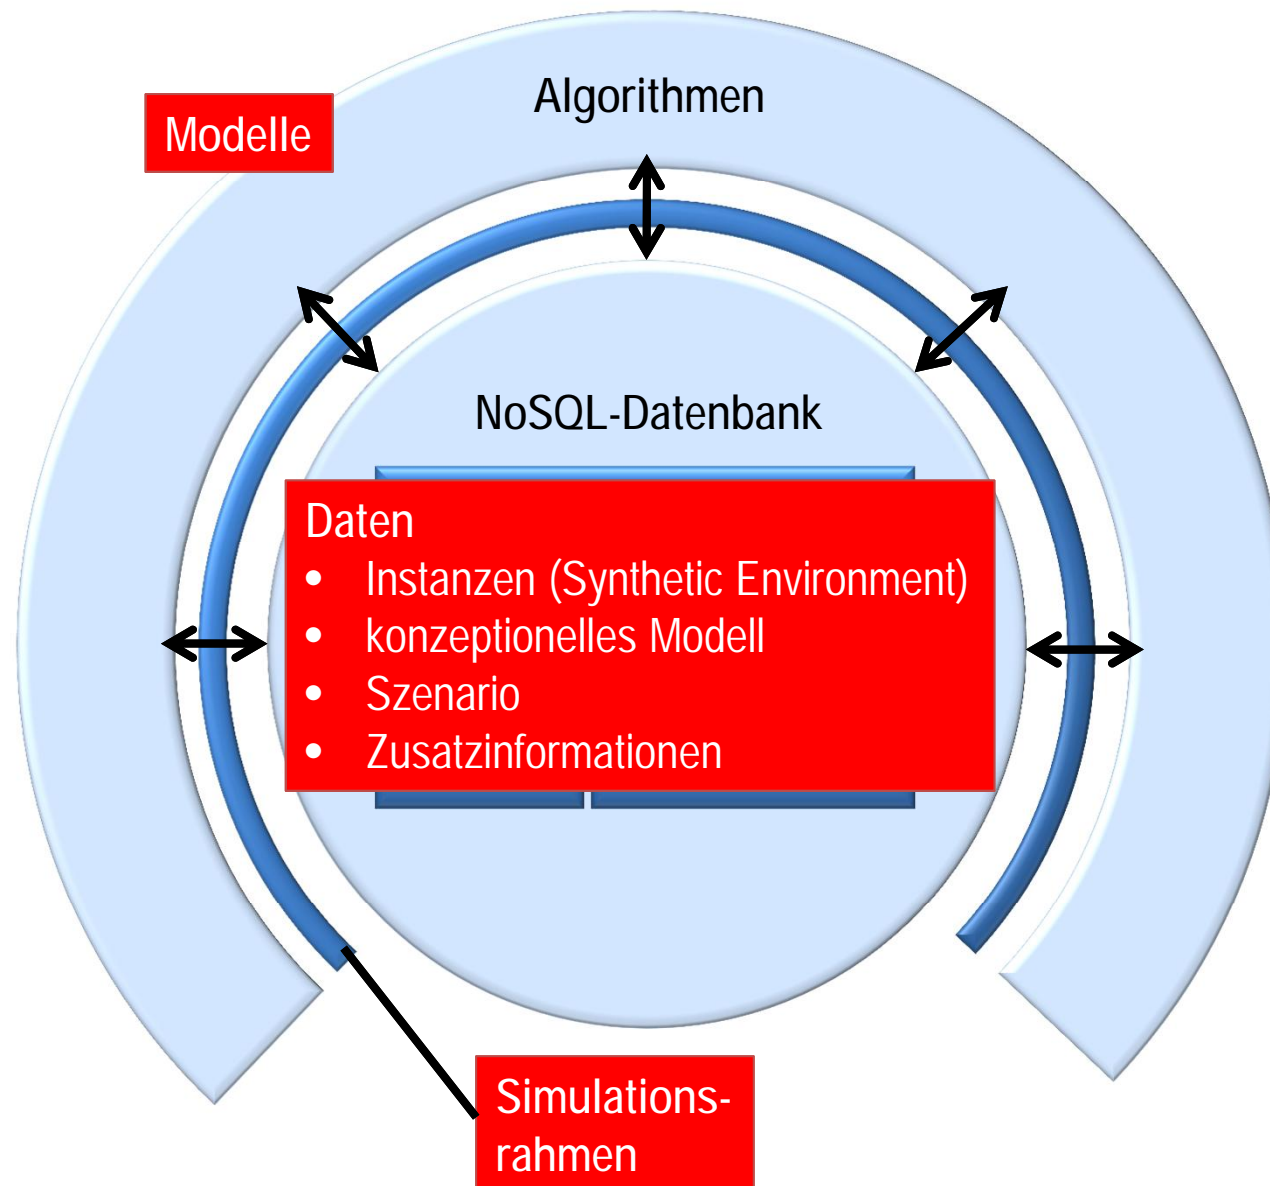 Algorithmen
Modelle
NoSQL-Datenbank
Daten
• Instanzen (Synthetic Environment)
• konzeptionelles Modell
• Szenario
• Zusatzinformationen
Simulations-
rahmen